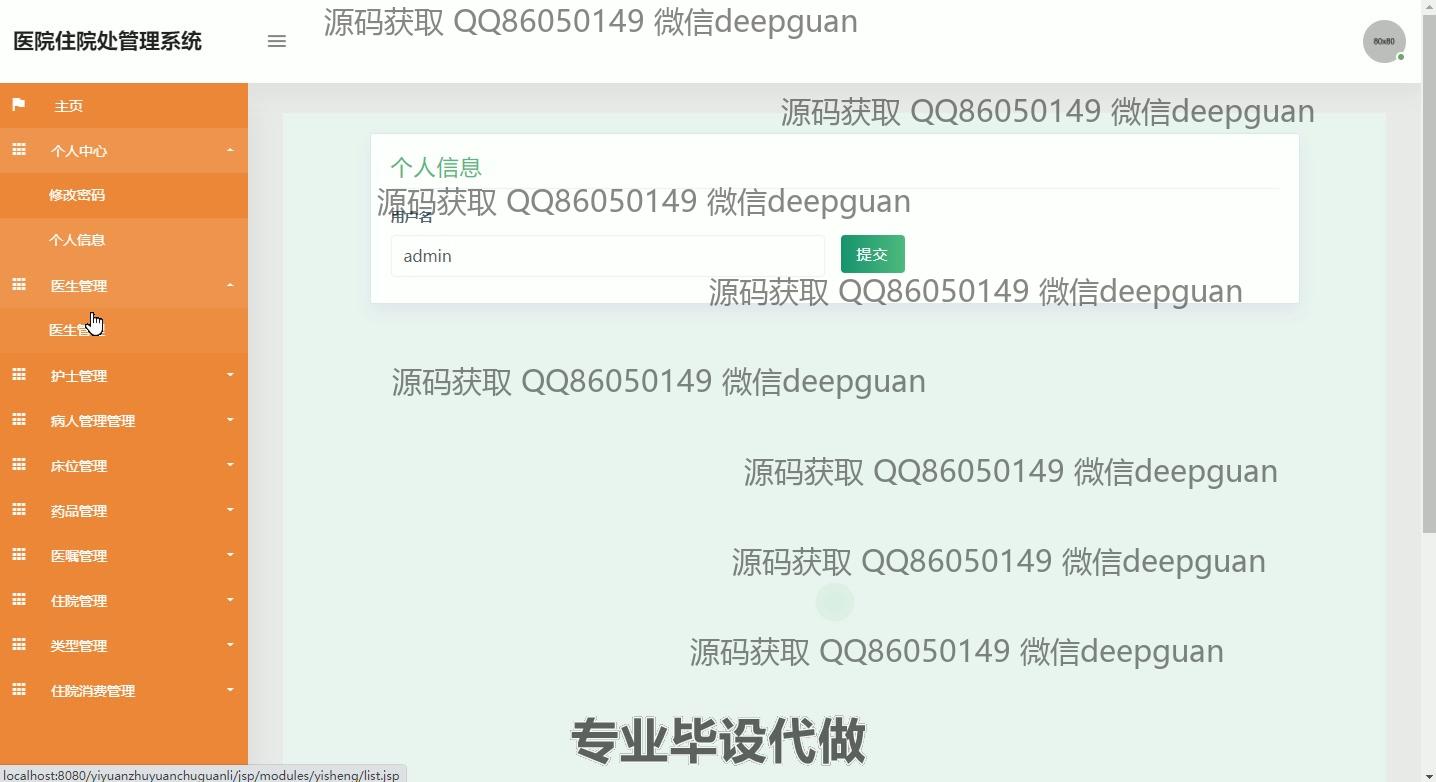 医院住院处管理系统
源码获取 QQ86050149 微信deepguan
80x80
主页
源码获取 QQ86050149 微信deepguan
个人中心
个人信息
修改密码
源码获取 QQ86050149 微信deepguan
用户名
个人信息
admin
提交
医生管理
源码获取 QQ86050149 微信deepguan
医生管理
护士管理
源码获取 QQ86050149 微信deepguan
病人管理管理
床位管理
源码获取 QQ86050149 微信deepguan
药品管理
医嘱管理
源码获取 QQ86050149 微信deepguan
住院管理
类型管理
源码获取 QQ86050149 微信deepguan
住院消费管理
专业毕设代做
localhost:8080/yiyuanzhuyuanchuguanli/jsp/modules/yisheng/list.jsp